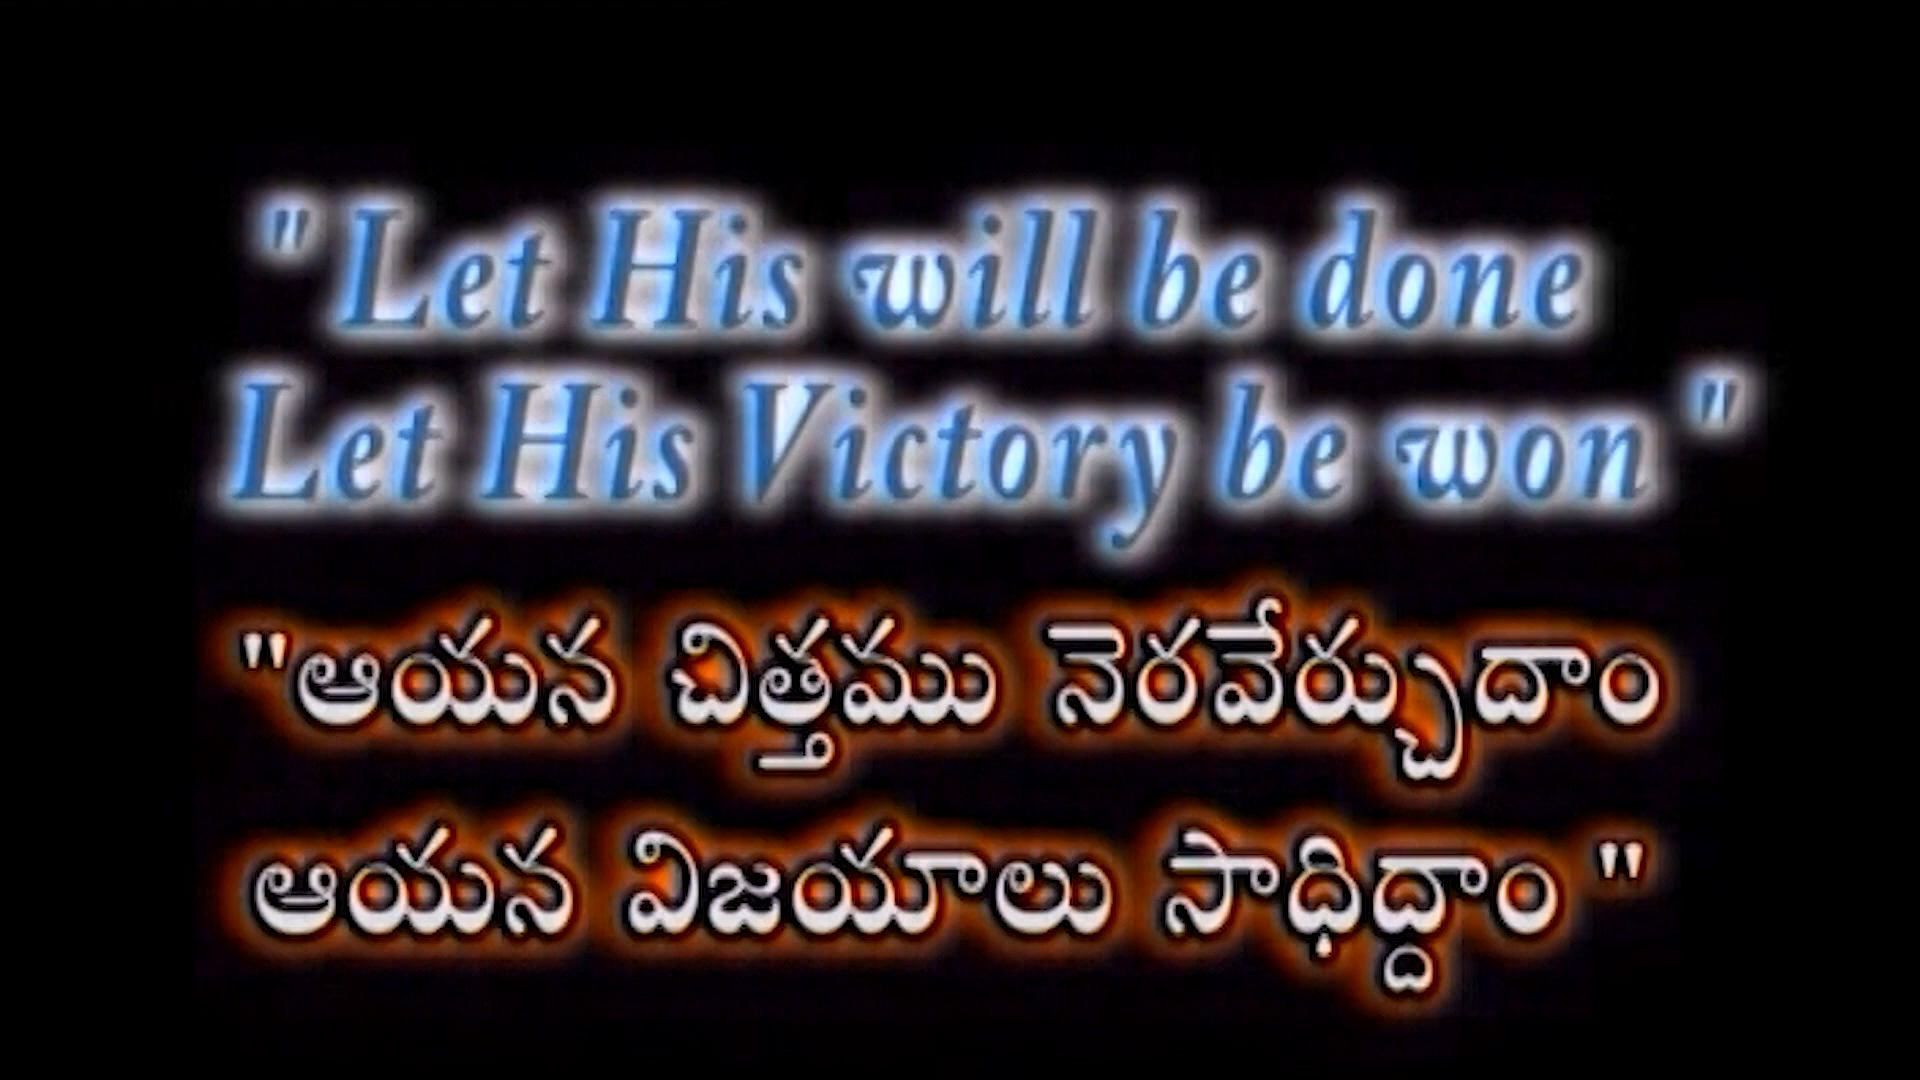 " Let His will be done
Let His Victory be won "
"ఆయన చిత్తము నెరవేర్చుదాం
ఆయన విజయాలు సాధిద్దాం "